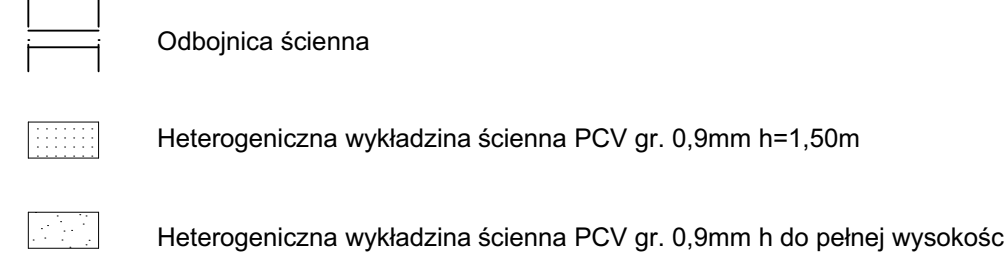 Odbojnica ścienna
Heterogeniczna wykładzina ścienna PCV gr. 0,9mm h=1,50m
Heterogeniczna wykładzina ścienna PCV gr. 0,9mm h do pełnej wysokośc